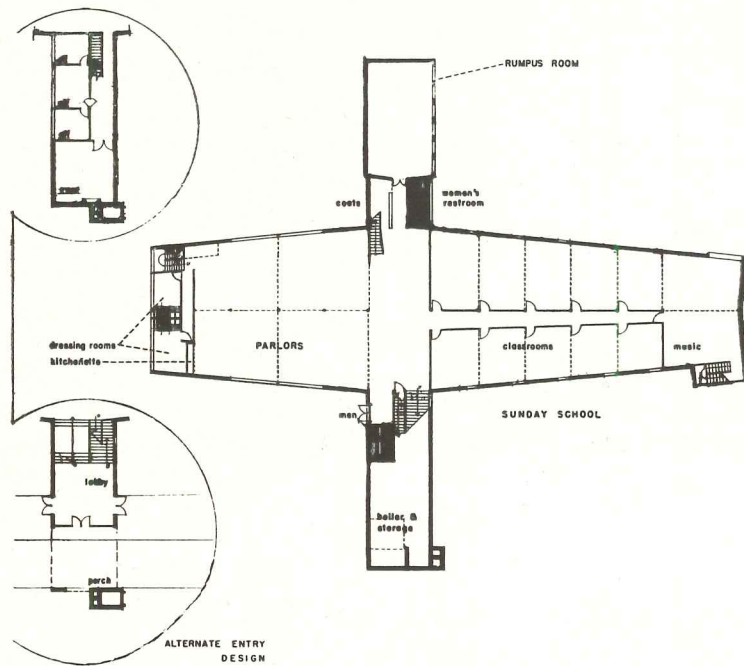 RUMPUS ROOM
coats
women's
restroom
dressing rooms
kitchenette
PARLORS
classrooms
music
men
SUNDAY SCHOOL
lobby
boiler &
storage
porch
ALTERNATE ENTRY
DESIGN